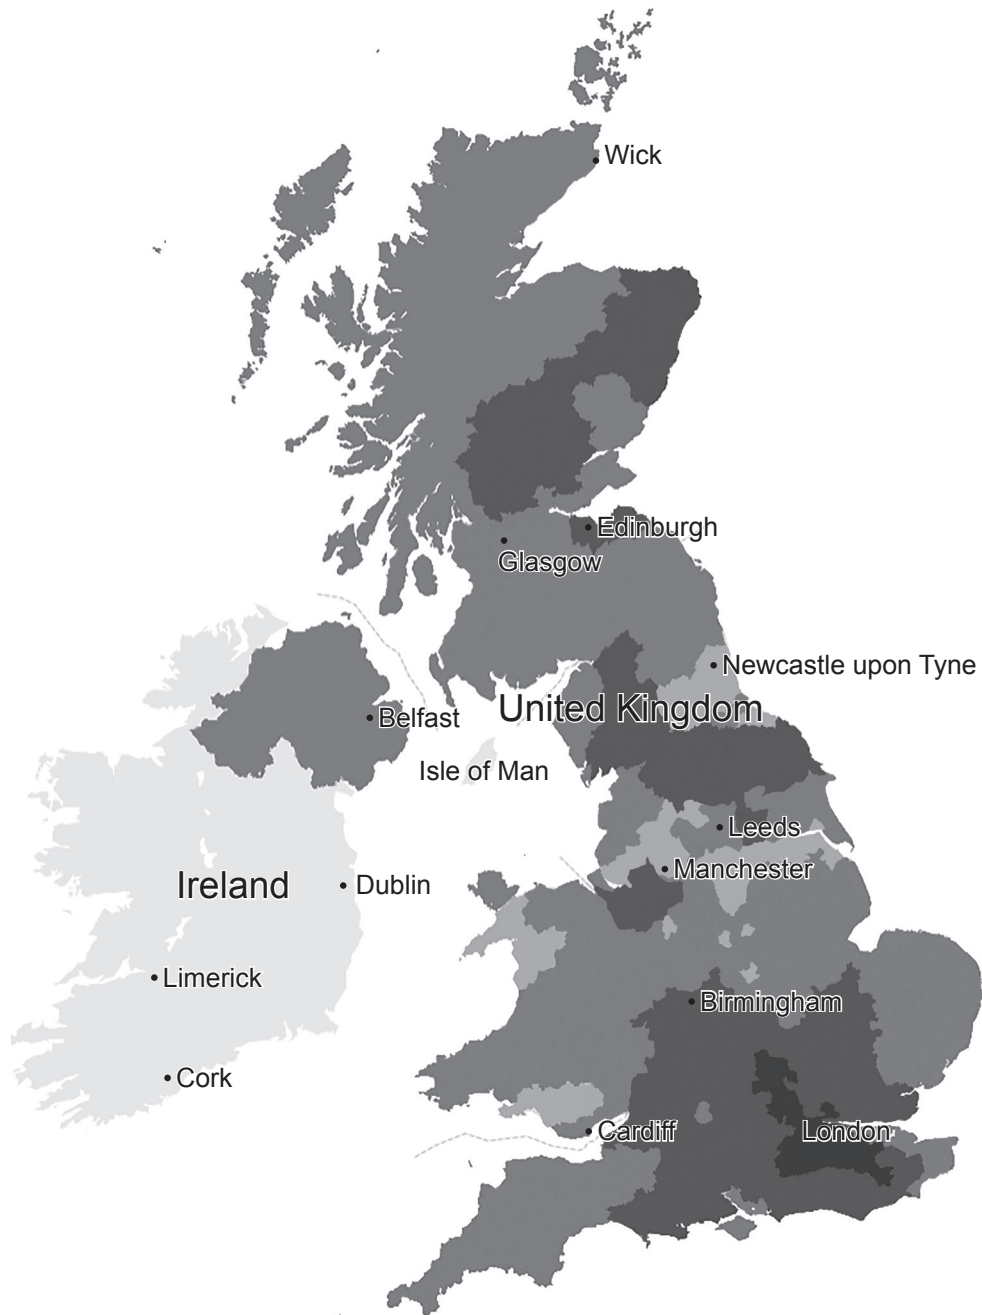 Wick
Edinburgh
Glasgow
Newcastle upon Tyne
United Kingdom
Belfast
Isle of Man
Leeds
Manchester
Ireland
Dublin
Limerick
Birmingham
Cork
Cardiff
London